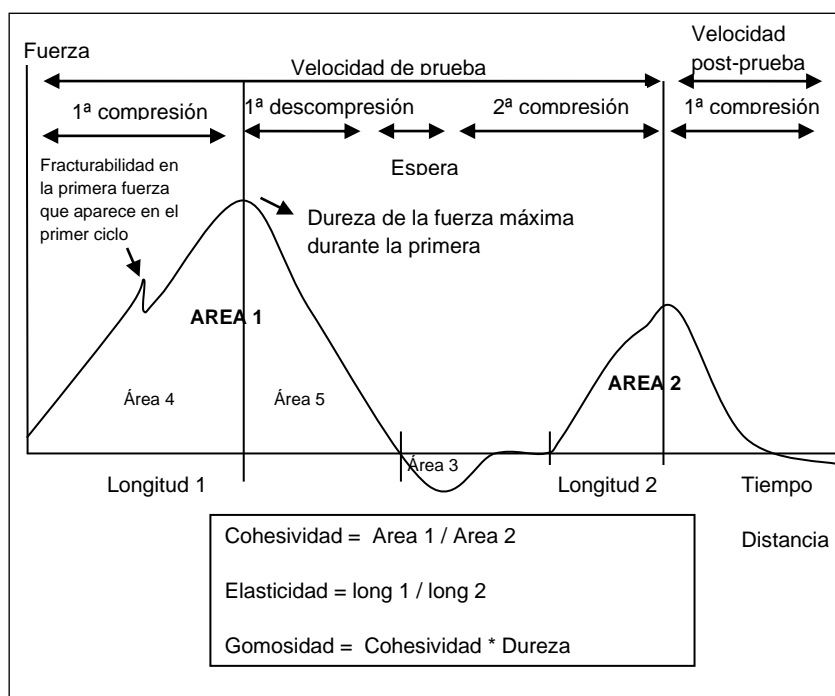 Fuerza
Velocidad de prueba
Velocidad
post-prueba
1ª compresión
1ª descompresión
2ª compresión
1ª compresión
Espera
Fracturabilidad en
la primera fuerza
que aparece en el
primer ciclo
Dureza de la fuerza máxima
durante la primera
AREA 1
AREA 2
Área 4
Área 5
Área 3
Longitud 1
Longitud 2
Tiempo
Distancia
Cohesividad = Area 1 / Area 2
Elasticidad = long 1 / long 2
Gomosidad = Cohesividad * Dureza